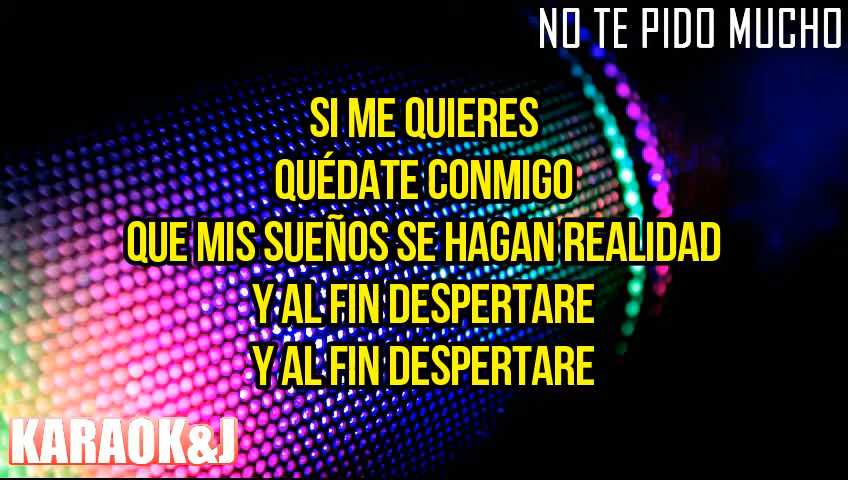 NO TE PIDO MUCHO
SI ME QUIERES
QUÉDATE CONMIGO
QUE MIS SUEÑOS SE HAGAN REALIDAD
Y AL FIN DESPERTARE
Y AL FIN DESPERTARE
KARAOK&J